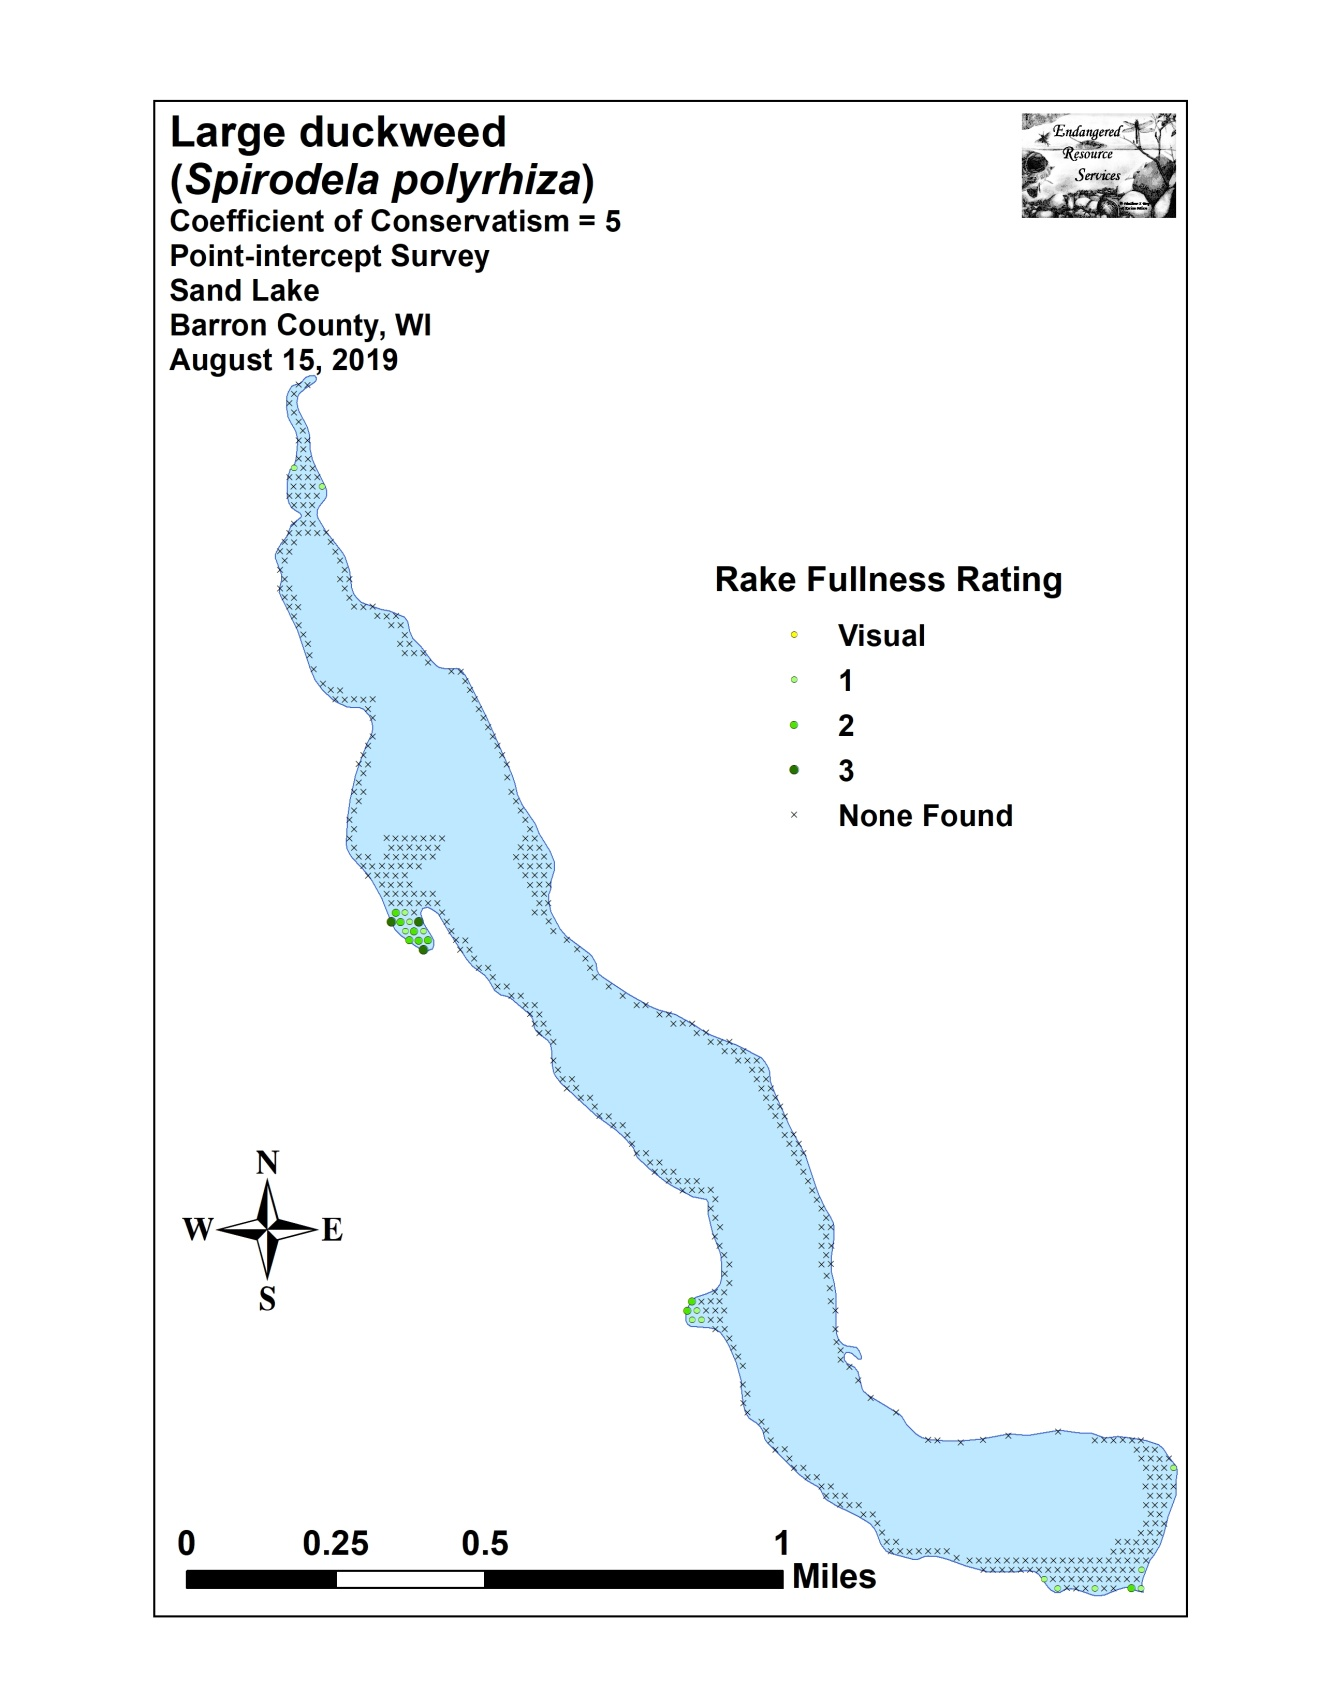 Large duckweed
(Spirodela polyrhiza)
Coefficient of Conservatism = 5
Point-intercept Survey
Sand Lake
Barron County, WI
August 15, 2019
Endangered
Resource
Services
Rake Fullness Rating
Visual
1
2
3
None Found
N
W E
S
0 0.25 0.5 1
Miles